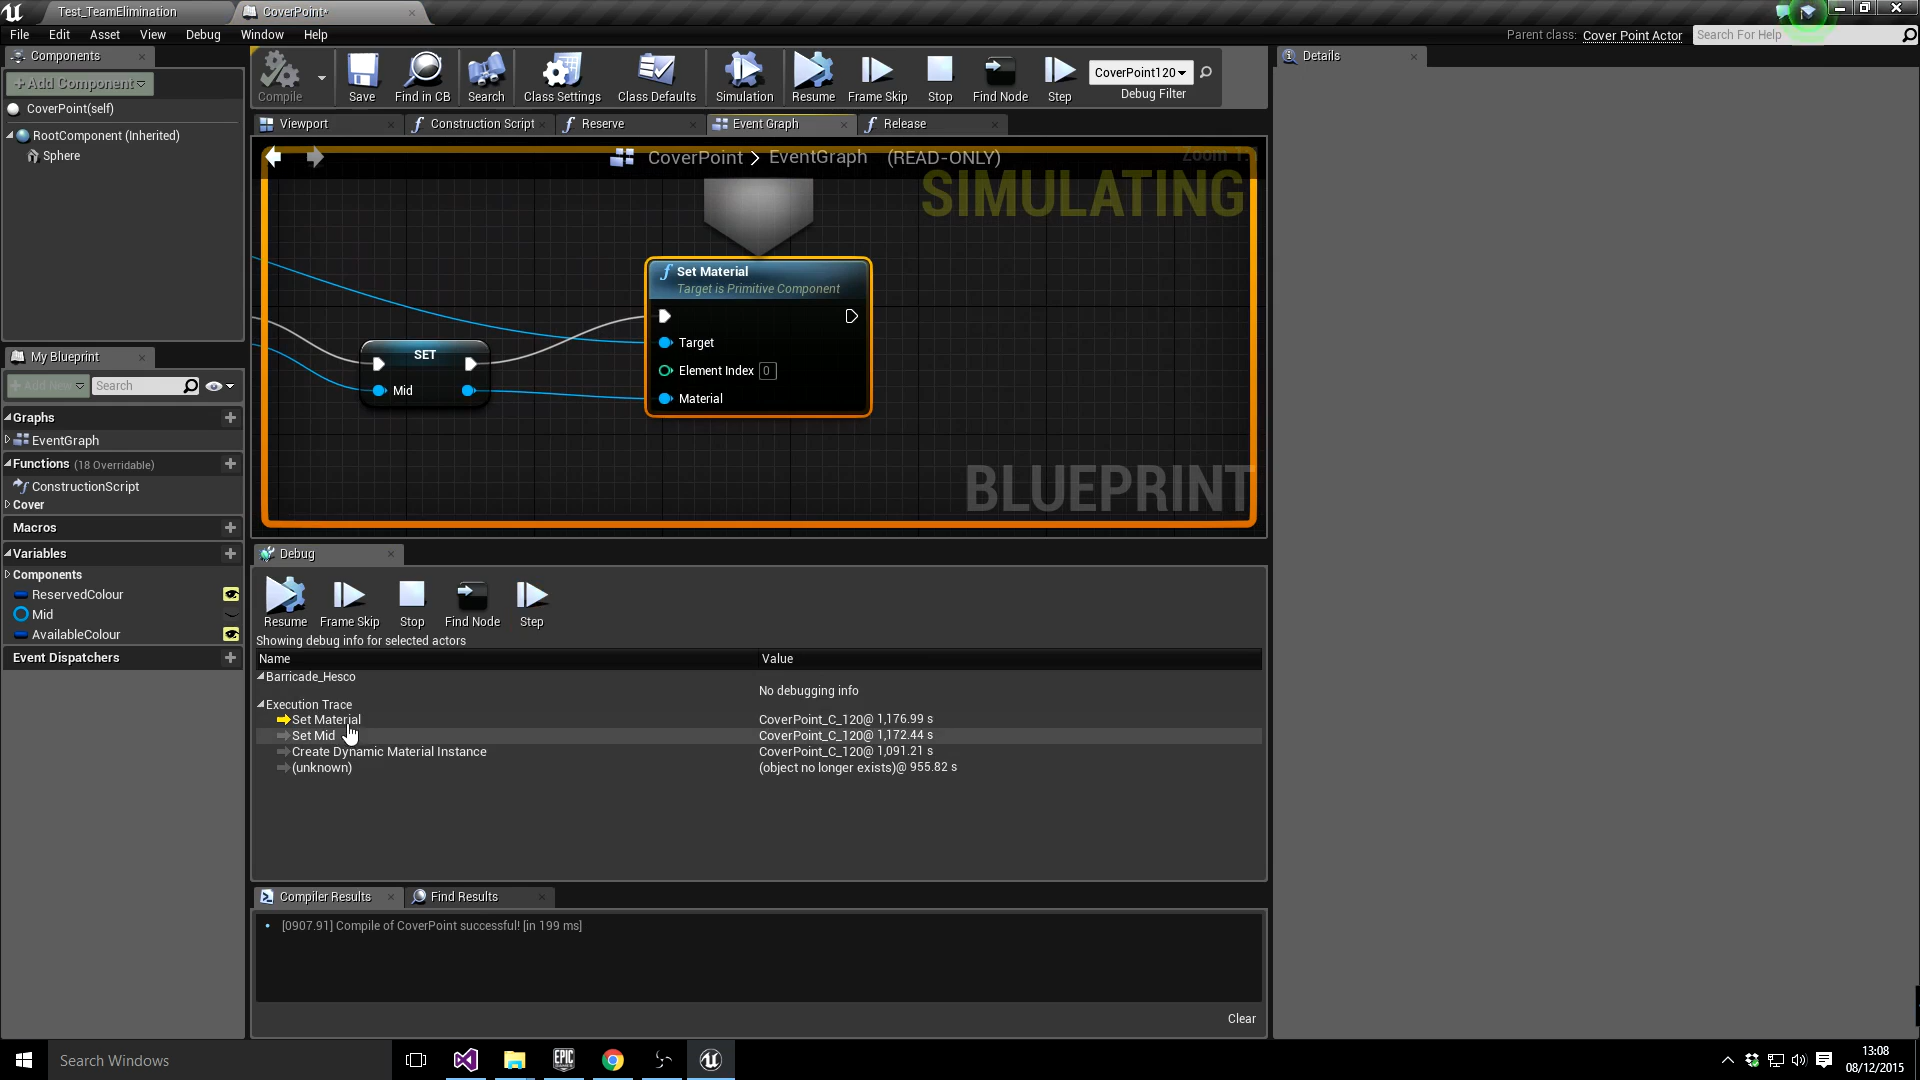 Test_TeamElimination
CoverPoint*
File Edit Asset View Debug Window Help
Parent class: Cover Point Actor
Search For Help
Components
+Add Component
CoverPoint(self)
RootComponent (Inherited)
Sphere
Compile Save Find in CB Search Class Settings Class Defaults Simulation Resume Frame Skip Stop Find Node Step
CoverPoint120
Debug Filter
Details
Viewport Construction Script Reserve Event Graph Release
CoverPoint > EventGraph (READ-ONLY)
SIMULATING
Set Material
Target is Primitive Component
Target
Element Index 0
Material
SET
Mid
BLUEPRINT
My Blueprint
+Add New Search
Graphs
EventGraph
Functions (18 Overridable)
ConstructionScript
Cover
Macros
Variables
Components
ReservedColour
Mid
AvailableColour
Event Dispatchers
Debug
Resume Frame Skip Stop Find Node Step
Showing debug info for selected actors
Name Value
Barricade_Hesco
No debugging info
Execution Trace
Set Material CoverPoint_C_120@ 1,176.99 s
Set Mid CoverPoint_C_120@ 1,172.44 s
Create Dynamic Material Instance CoverPoint_C_120@ 1,091.21 s
(unknown) (object no longer exists)@ 955.82 s
Compiler Results Find Results
[0907.91] Compile of CoverPoint successful! [in 199 ms]
Clear
Search Windows
EPIC GAMES
13:08
08/12/2015